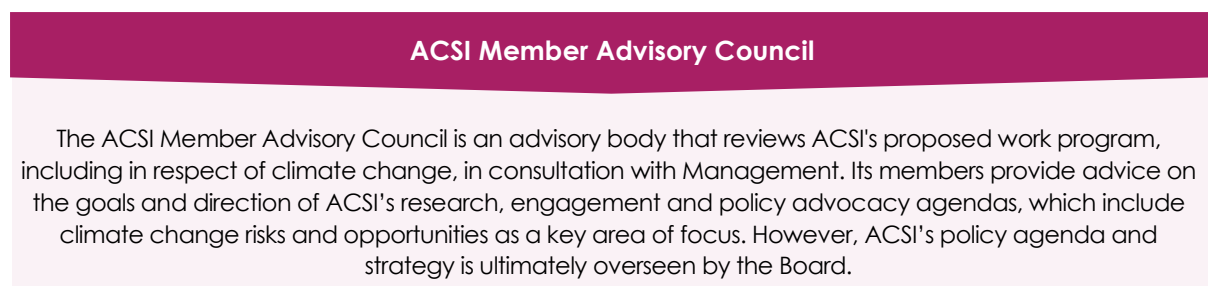 ACSI Member Advisory Council
The ACSI Member Advisory Council is an advisory body that reviews ACSI's proposed work program,
including in respect of climate change, in consultation with Management. Its members provide advice on
the goals and direction of ACSI’s research, engagement and policy advocacy agendas, which include
climate change risks and opportunities as a key area of focus. However, ACSI’s policy agenda and
strategy is ultimately overseen by the Board.